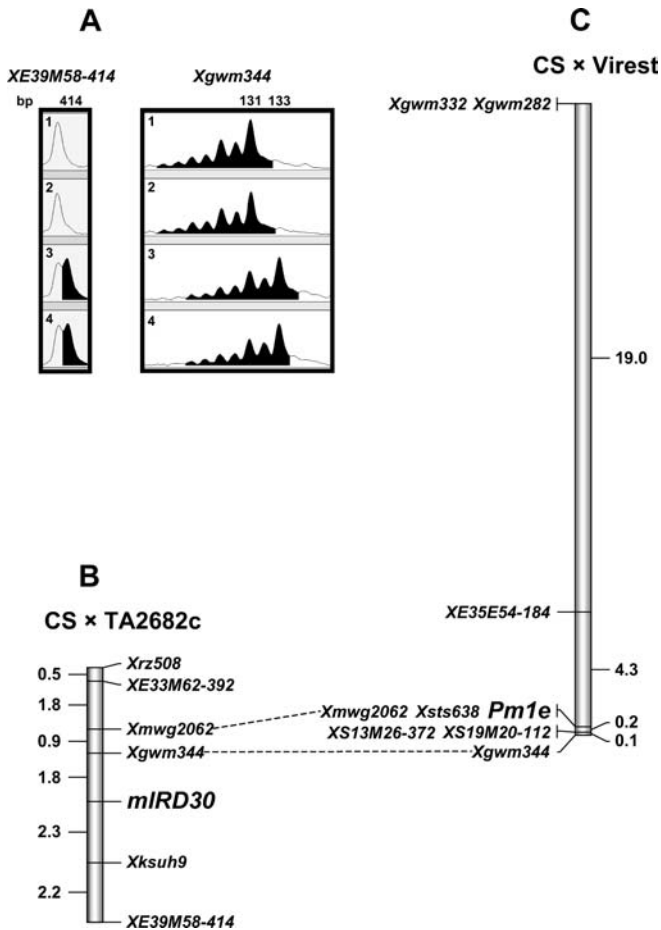 A
XE39M58-414 Xgwm344
bp 414 131 133
1 1
2 2
3 3
4 4
B
CS × TA2682c
Xrz508
0.5
XE33M62-392
1.8
Xmwg2062
0.9
Xgwm344
1.8
mlRD30
2.3
Xksuh9
2.2
XE39M58-414
C
CS × Virest
Xgwm332 Xgwm282
19.0
XE35E54-184
4.3
Xmwg2062 Xsts638 Pm1e
0.2
XS13M26-372 XS19M20-112
0.1
Xgwm344